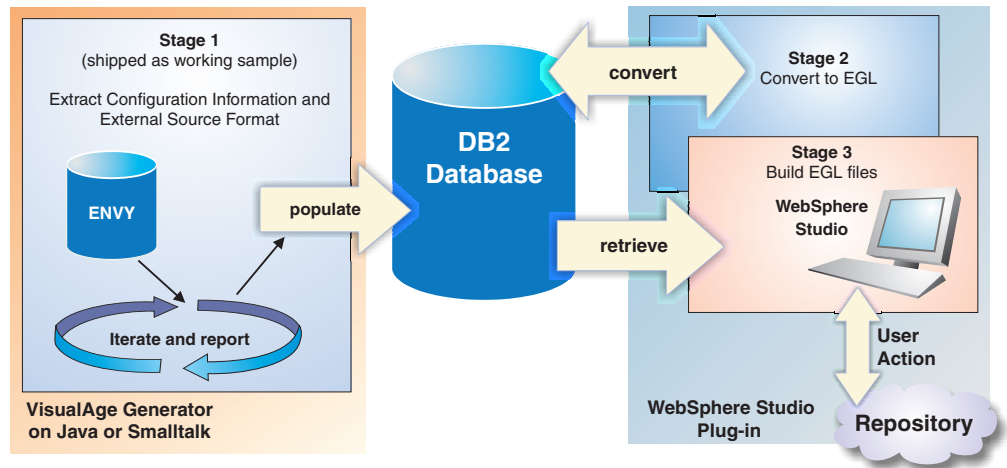 Stage 1
(shipped as working sample)
Extract Configuration Information and
External Source Format
ENVY
populate
Iterate and report
VisualAge Generator
on Java or Smalltalk
DB2
Database
convert
retrieve
Stage 2
Convert to EGL
Stage 3
Build EGL files
WebSphere
Studio
User
Action
WebSphere Studio
Plug-in
Repository